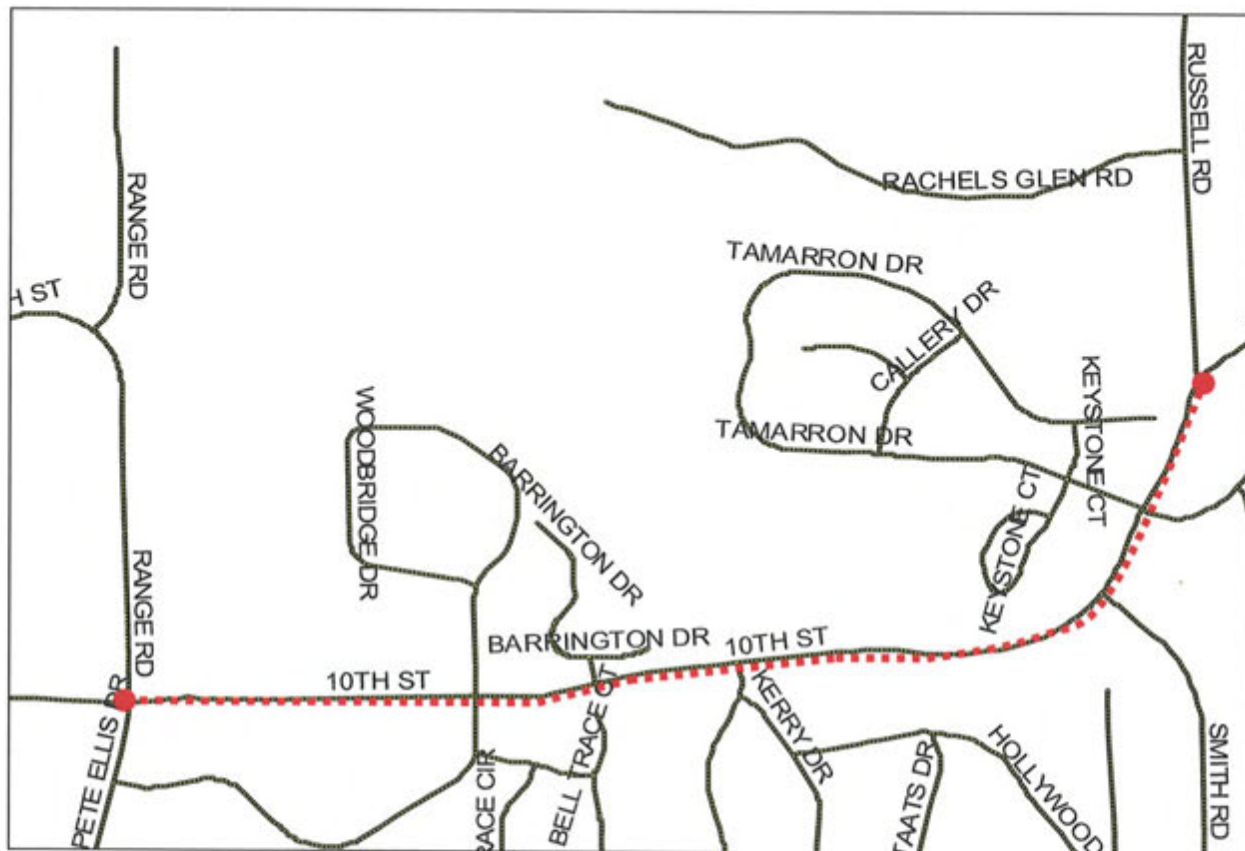 RUSSELL RD
RANGE RD
RACHELS GLEN RD
TAMARRON DR
H ST
CALLERY DR
KEYSTONE CT
WOODBRIDGE DR
TAMARRON DR
BARRINGTON DR
KEYSTONE CT
RANGE RD
BARRINGTON DR
10TH ST
10TH ST
PETE ELLIS DR
BELL TRACE CT
KERRY DR
SMITH RD
RACE CIR
TAATS DR
HOLLYWOOD